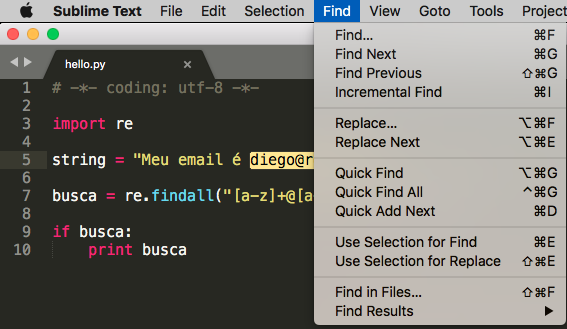 Sublime Text File Edit Selection Find View Goto Tools Project
hello.py
1 # -*- coding: utf-8 -*-
2
3 import re
4
5 string = "Meu email é diego@r
6
7 busca = re.findall("[a-z]+@[a
8
9 if busca:
10 print busca
Find... ⌘F
Find Next ⌘G
Find Previous ⇧⌘G
Incremental Find ⌘I
Replace... ⌥⌘F
Replace Next ⌥⌘E
Quick Find ⌥⌘G
Quick Find All ^⌘G
Quick Add Next ⌘D
Use Selection for Find ⌘E
Use Selection for Replace ⇧⌘E
Find in Files... ⇧⌘F
Find Results